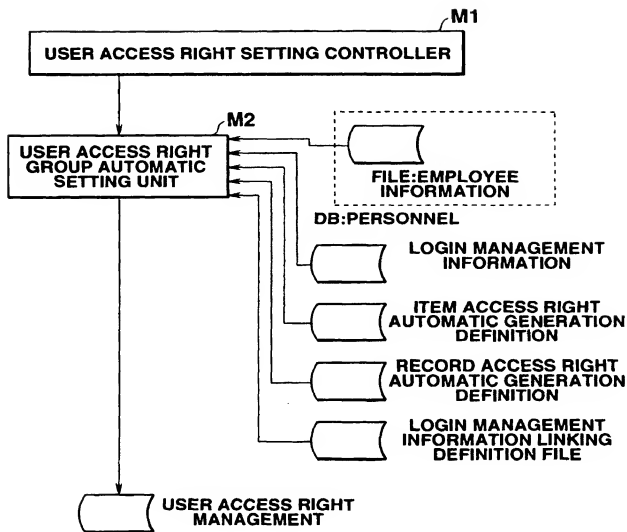 M1
USER ACCESS RIGHT SETTING CONTROLLER
M2
USER ACCESS RIGHT
GROUP AUTOMATIC
SETTING UNIT
FILE:EMPLOYEE
INFORMATION
DB:PERSONNEL
LOGIN MANAGEMENT
INFORMATION
ITEM ACCESS RIGHT
AUTOMATIC GENERATION
DEFINITION
RECORD ACCESS RIGHT
AUTOMATIC GENERATION
DEFINITION
LOGIN MANAGEMENT
INFORMATION LINKING
DEFINITION FILE
USER ACCESS RIGHT
MANAGEMENT